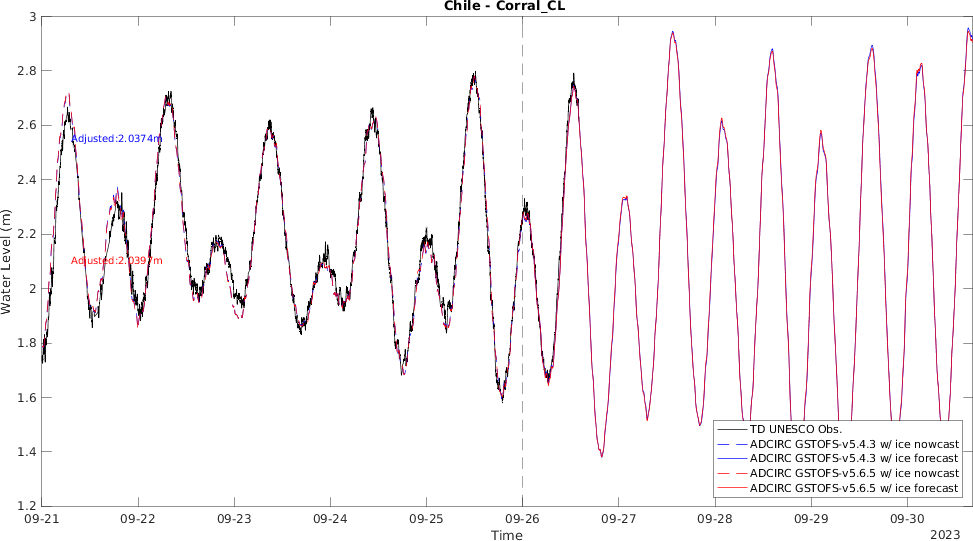 Chile - Corral_CL
3
2.8
2.6
2.4
2.2
2
1.8
1.6
1.4
1.2
Water Level (m)
Adjusted:2.0374m
Adjusted:2.0397m
TD UNESCO Obs.
ADCIRC GSTOFS-v5.4.3 w/ ice nowcast
ADCIRC GSTOFS-v5.4.3 w/ ice forecast
ADCIRC GSTOFS-v5.6.5 w/ ice nowcast
ADCIRC GSTOFS-v5.6.5 w/ ice forecast
09-21 09-22 09-23 09-24 09-25 09-26 09-27 09-28 09-29 09-30
Time
2023